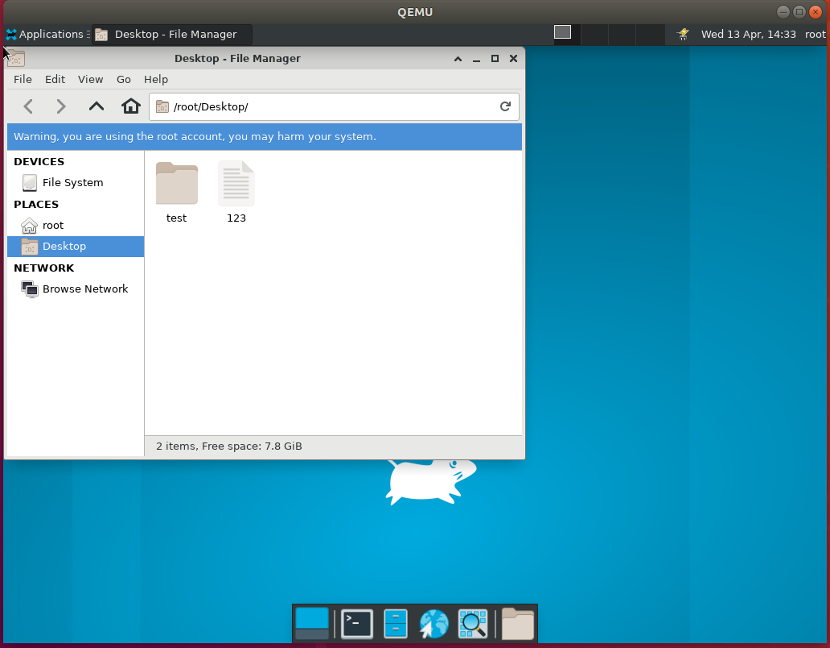 QEMU
Applications Desktop - File Manager Wed 13 Apr, 14:33 root
Desktop - File Manager
File Edit View Go Help
/root/Desktop/
Warning, you are using the root account, you may harm your system.
DEVICES
File System
PLACES
root
Desktop
NETWORK
Browse Network
test 123
2 items, Free space: 7.8 GiB